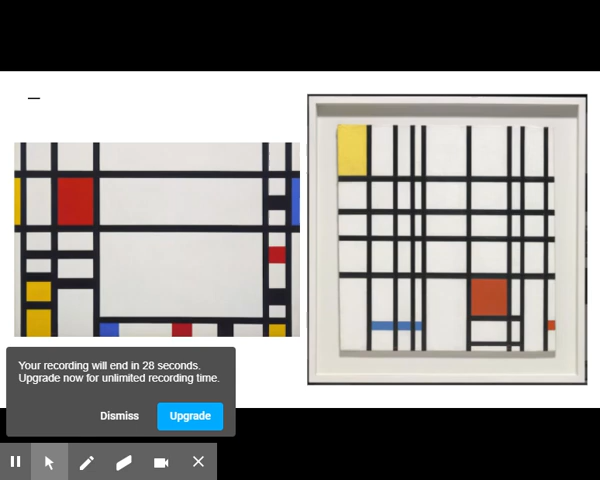 Your recording will end in 28 seconds.
Upgrade now for unlimited recording time.
Dismiss Upgrade